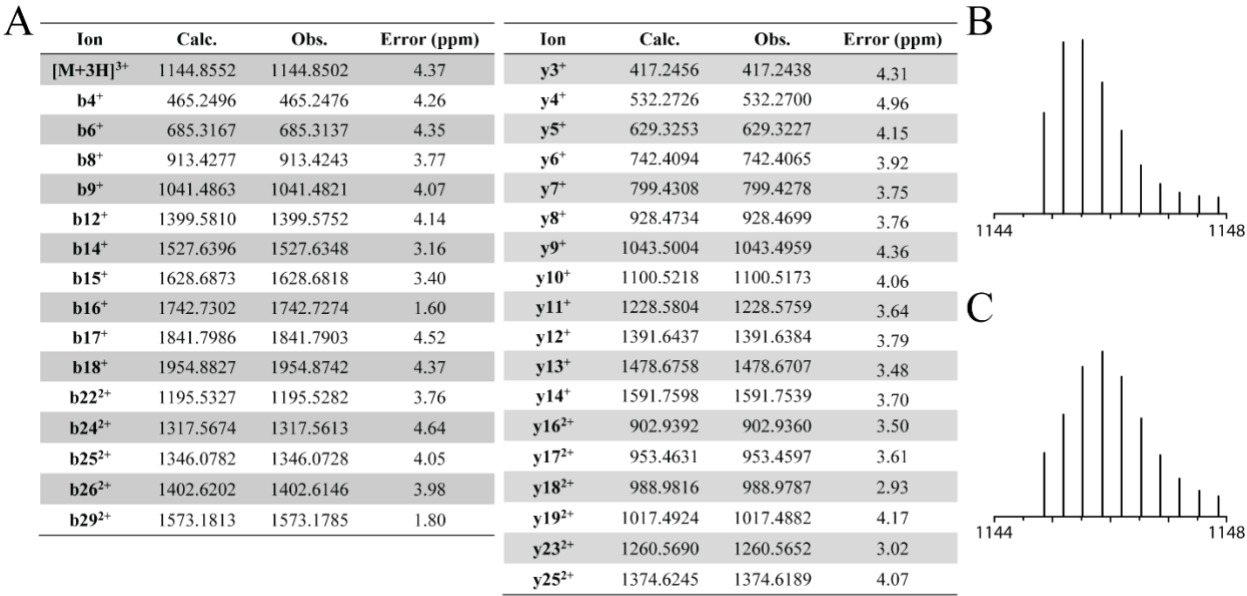 A
Ion Calc. Obs. Error (ppm)
[M+3H]³⁺ 1144.8552 1144.8502 4.37
b4⁺ 465.2496 465.2476 4.26
b6⁺ 685.3167 685.3137 4.35
b8⁺ 913.4277 913.4243 3.77
b9⁺ 1041.4863 1041.4821 4.07
b12⁺ 1399.5810 1399.5752 4.14
b14⁺ 1527.6396 1527.6348 3.16
b15⁺ 1628.6873 1628.6818 3.40
b16⁺ 1742.7302 1742.7274 1.60
b17⁺ 1841.7986 1841.7903 4.52
b18⁺ 1954.8827 1954.8742 4.37
b22²⁺ 1195.5327 1195.5282 3.76
b24²⁺ 1317.5674 1317.5613 4.64
b25²⁺ 1346.0782 1346.0728 4.05
b26²⁺ 1402.6202 1402.6146 3.98
b29²⁺ 1573.1813 1573.1785 1.80
Ion Calc. Obs. Error (ppm)
y3⁺ 417.2456 417.2438 4.31
y4⁺ 532.2726 532.2700 4.96
y5⁺ 629.3253 629.3227 4.15
y6⁺ 742.4094 742.4065 3.92
y7⁺ 799.4308 799.4278 3.75
y8⁺ 928.4734 928.4699 3.76
y9⁺ 1043.5004 1043.4959 4.36
y10⁺ 1100.5218 1100.5173 4.06
y11⁺ 1228.5804 1228.5759 3.64
y12⁺ 1391.6437 1391.6384 3.79
y13⁺ 1478.6758 1478.6707 3.48
y14⁺ 1591.7598 1591.7539 3.70
y16²⁺ 902.9392 902.9360 3.50
y17²⁺ 953.4631 953.4597 3.61
y18²⁺ 988.9816 988.9787 2.93
y19²⁺ 1017.4924 1017.4882 4.17
y23²⁺ 1260.5690 1260.5652 3.02
y25²⁺ 1374.6245 1374.6189 4.07
B
1144 1148
C
1144 1148